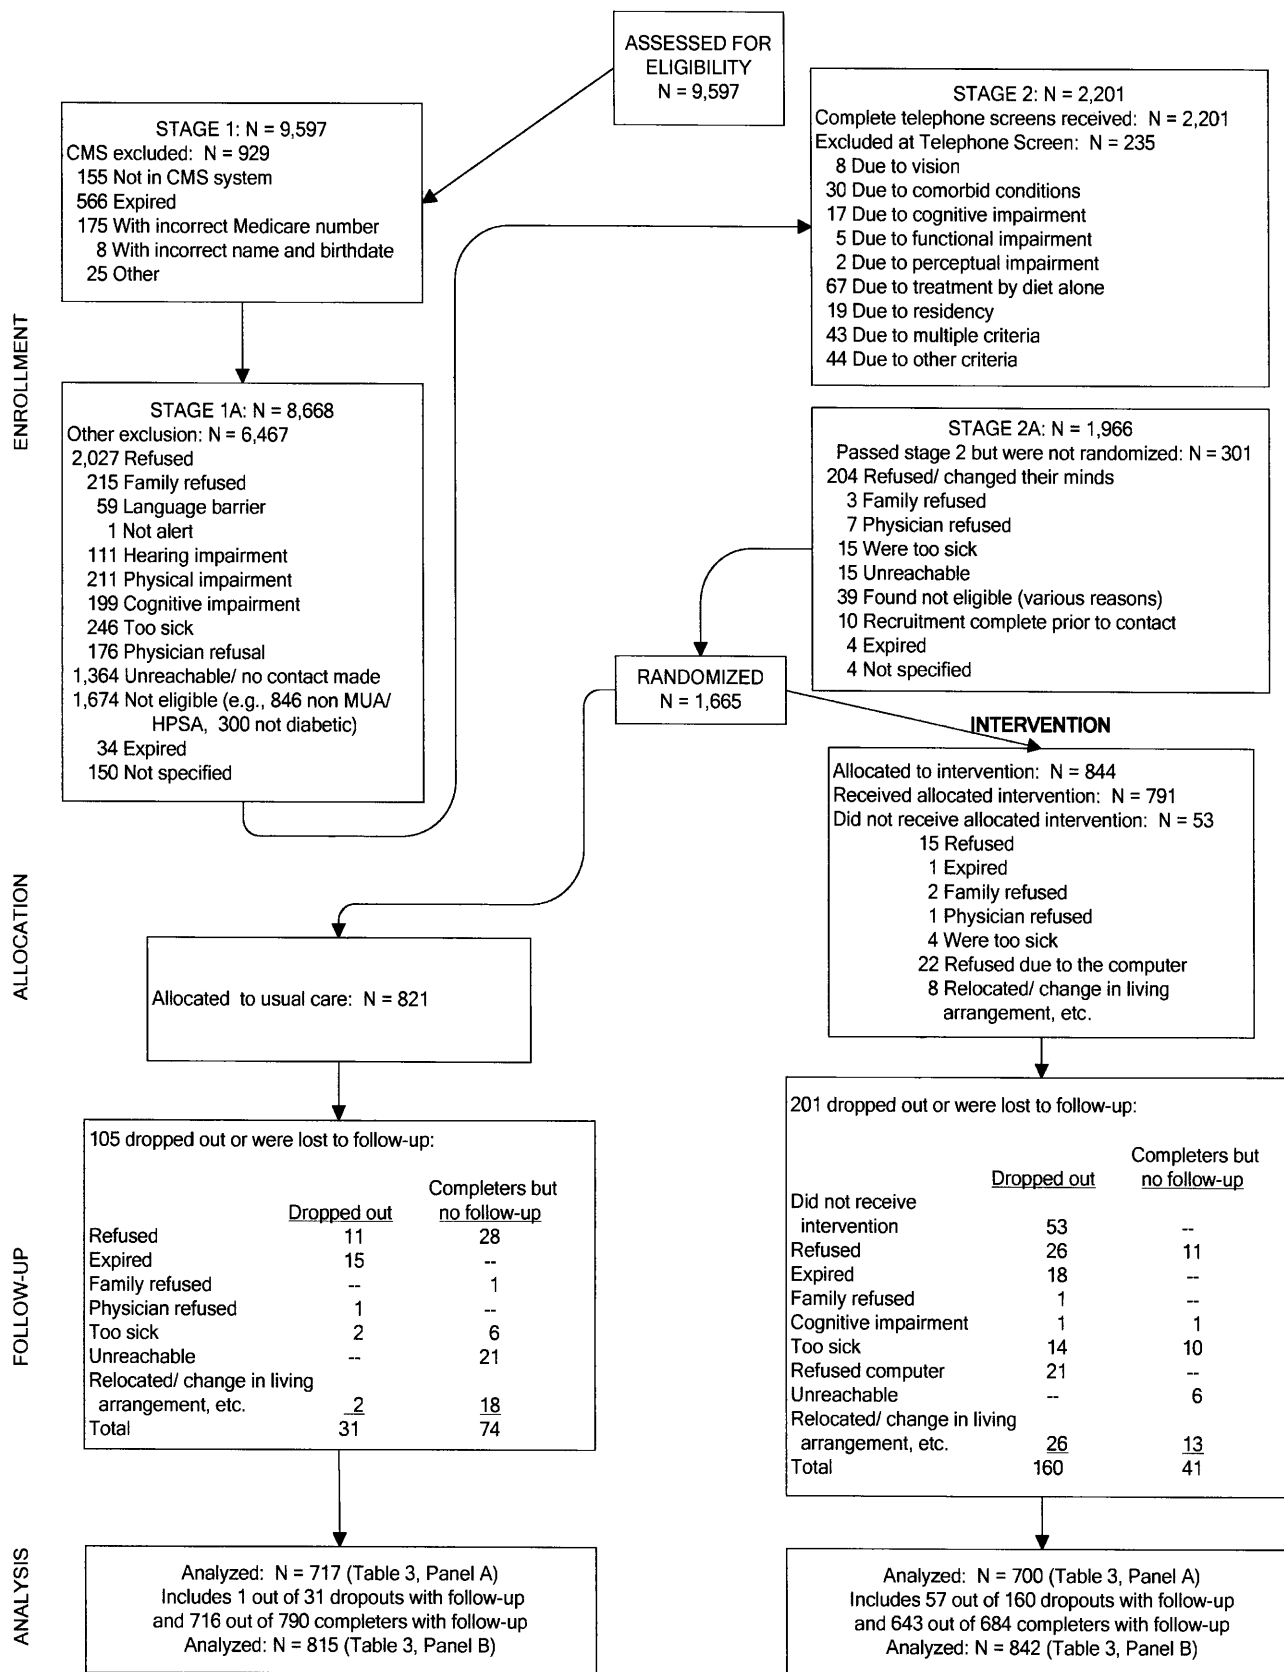 ASSESSED FOR
ELIGIBILITY
N = 9,597
ENROLLMENT
STAGE 1: N = 9,597
CMS excluded: N = 929
155 Not in CMS system
566 Expired
175 With incorrect Medicare number
8 With incorrect name and birthdate
25 Other
STAGE 1A: N = 8,668
Other exclusion: N = 6,467
2,027 Refused
215 Family refused
59 Language barrier
1 Not alert
111 Hearing impairment
211 Physical impairment
199 Cognitive impairment
246 Too sick
176 Physician refusal
1,364 Unreachable/ no contact made
1,674 Not eligible (e.g., 846 non MUA/
HPSA, 300 not diabetic)
34 Expired
150 Not specified
STAGE 2: N = 2,201
Complete telephone screens received: N = 2,201
Excluded at Telephone Screen: N = 235
8 Due to vision
30 Due to comorbid conditions
17 Due to cognitive impairment
5 Due to functional impairment
2 Due to perceptual impairment
67 Due to treatment by diet alone
19 Due to residency
43 Due to multiple criteria
44 Due to other criteria
STAGE 2A: N = 1,966
Passed stage 2 but were not randomized: N = 301
204 Refused/ changed their minds
3 Family refused
7 Physician refused
15 Were too sick
15 Unreachable
39 Found not eligible (various reasons)
10 Recruitment complete prior to contact
4 Expired
4 Not specified
RANDOMIZED
N = 1,665
ALLOCATION
INTERVENTION
Allocated to intervention: N = 844
Received allocated intervention: N = 791
Did not receive allocated intervention: N = 53
15 Refused
1 Expired
2 Family refused
1 Physician refused
4 Were too sick
22 Refused due to the computer
8 Relocated/ change in living
arrangement, etc.
Allocated to usual care: N = 821
FOLLOW-UP
105 dropped out or were lost to follow-up:
Completers but
Dropped out no follow-up
Refused 11 28
Expired 15 --
Family refused -- 1
Physician refused 1 --
Too sick 2 6
Unreachable -- 21
Relocated/ change in living
arrangement, etc. 2 18
Total 31 74
201 dropped out or were lost to follow-up:
Completers but
Dropped out no follow-up
Did not receive
intervention 53 --
Refused 26 11
Expired 18 --
Family refused 1 --
Cognitive impairment 1 1
Too sick 14 10
Refused computer 21 --
Unreachable -- 6
Relocated/ change in living
arrangement, etc. 26 13
Total 160 41
ANALYSIS
Analyzed: N = 717 (Table 3, Panel A)
Includes 1 out of 31 dropouts with follow-up
and 716 out of 790 completers with follow-up
Analyzed: N = 815 (Table 3, Panel B)
Analyzed: N = 700 (Table 3, Panel A)
Includes 57 out of 160 dropouts with follow-up
and 643 out of 684 completers with follow-up
Analyzed: N = 842 (Table 3, Panel B)